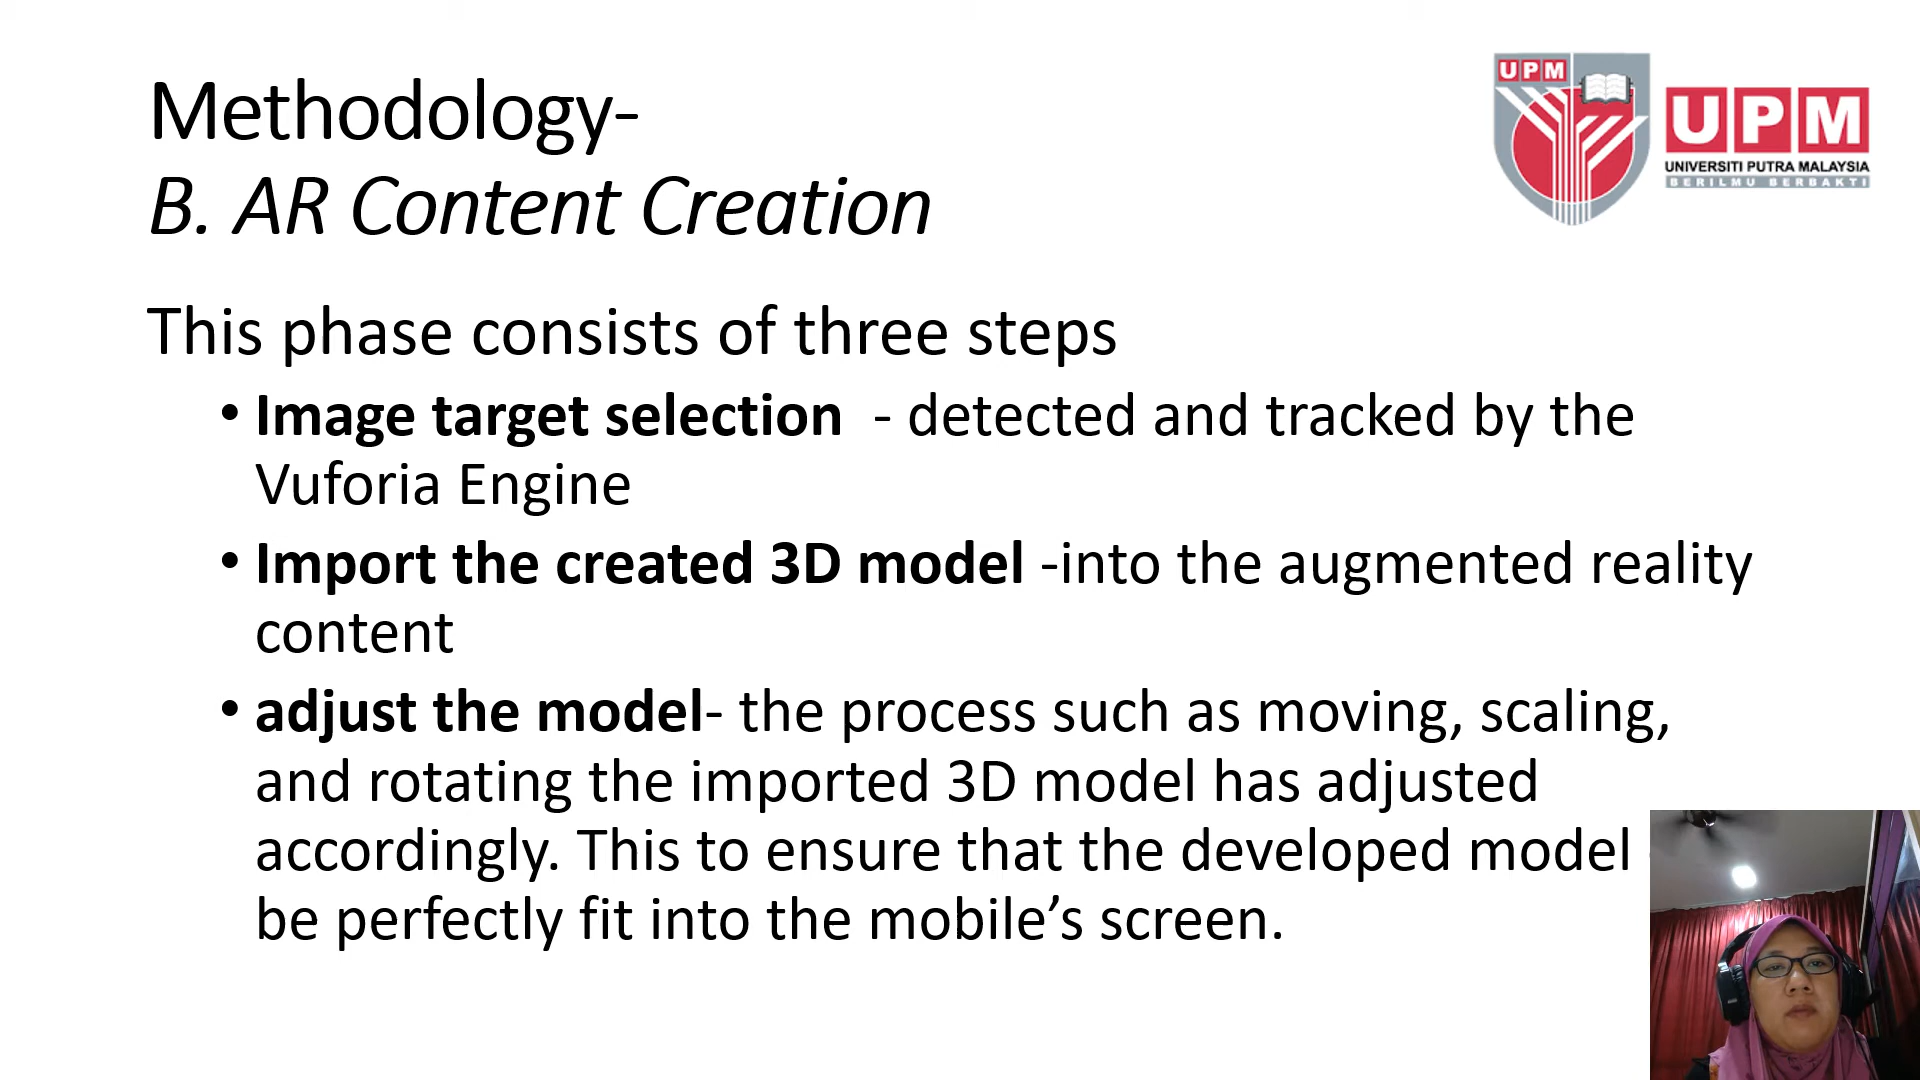 Methodology-
B. AR Content Creation
UPM
UPM
UNIVERSITI PUTRA MALAYSIA
BERILMU BERBAKTI
This phase consists of three steps
• Image target selection - detected and tracked by the
Vuforia Engine
• Import the created 3D model -into the augmented reality
content
• adjust the model- the process such as moving, scaling,
and rotating the imported 3D model has adjusted
accordingly. This to ensure that the developed model
be perfectly fit into the mobile’s screen.